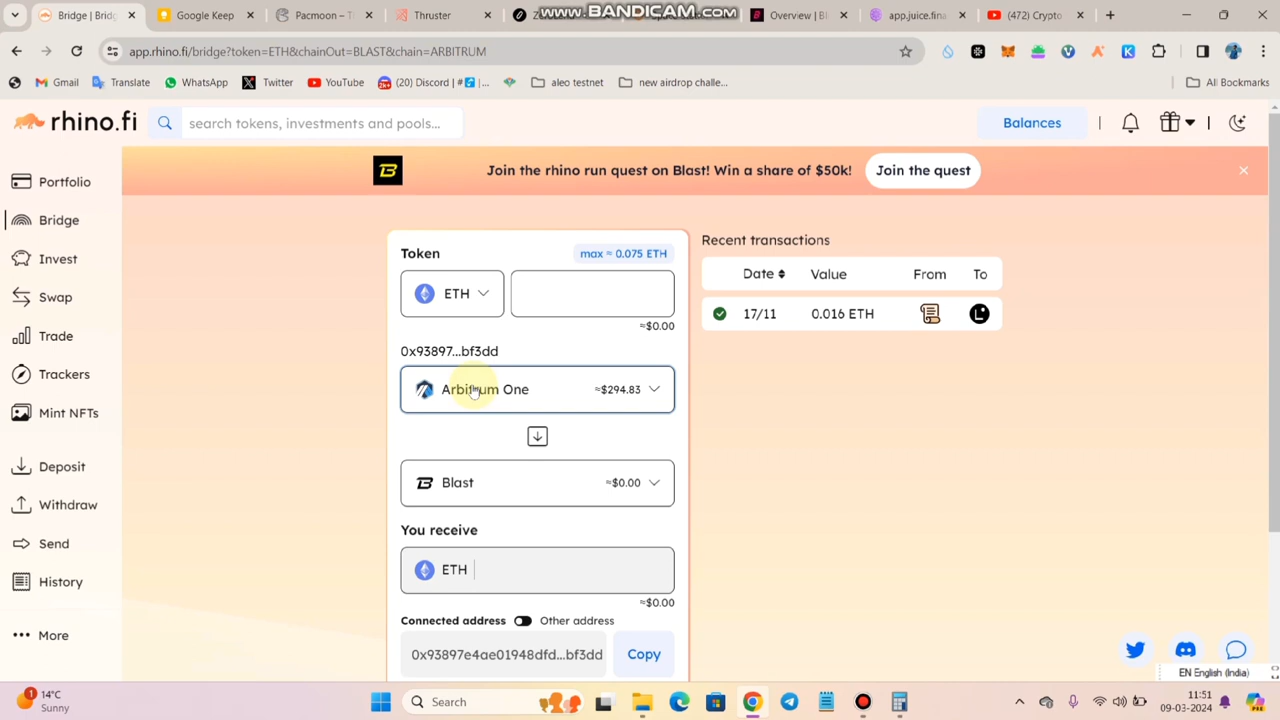 Bridge | Bridg
Google Keep
Pacmoon – T
Thruster
www.BANDICAM.com
Overview | Bl
app.juice.fina
(472) Crypto
app.rhino.fi/bridge?token=ETH&chainOut=BLAST&chain=ARBITRUM
Gmail
Translate
WhatsApp
Twitter
YouTube
(20) Discord | #
aleo testnet
new airdrop challe...
All Bookmarks
rhino.fi
search tokens, investments and pools...
Balances
Join the rhino run quest on Blast! Win a share of $50k!
Join the quest
Portfolio
Bridge
Invest
Swap
Trade
Trackers
Mint NFTs
Deposit
Withdraw
Send
History
More
Token
max ≈ 0.075 ETH
ETH
≈$0.00
0x93897...bf3dd
Arbitrum One
≈$294.83
Blast
≈$0.00
You receive
ETH
≈$0.00
Connected address
Other address
0x93897e4ae01948dfd...bf3dd
Copy
Recent transactions
Date
Value
From
To
17/11
0.016 ETH
EN English (India)
1
14°C
Sunny
Search
11:51
09-03-2024